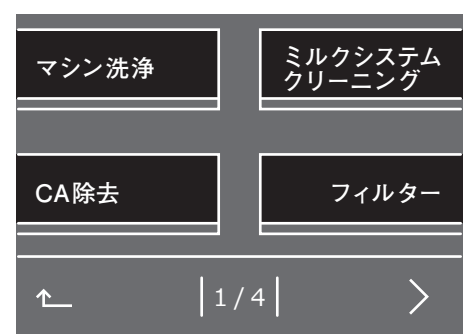 マシン洗浄
ミルクシステム
クリーニング
CA除去
フィルター
1/4